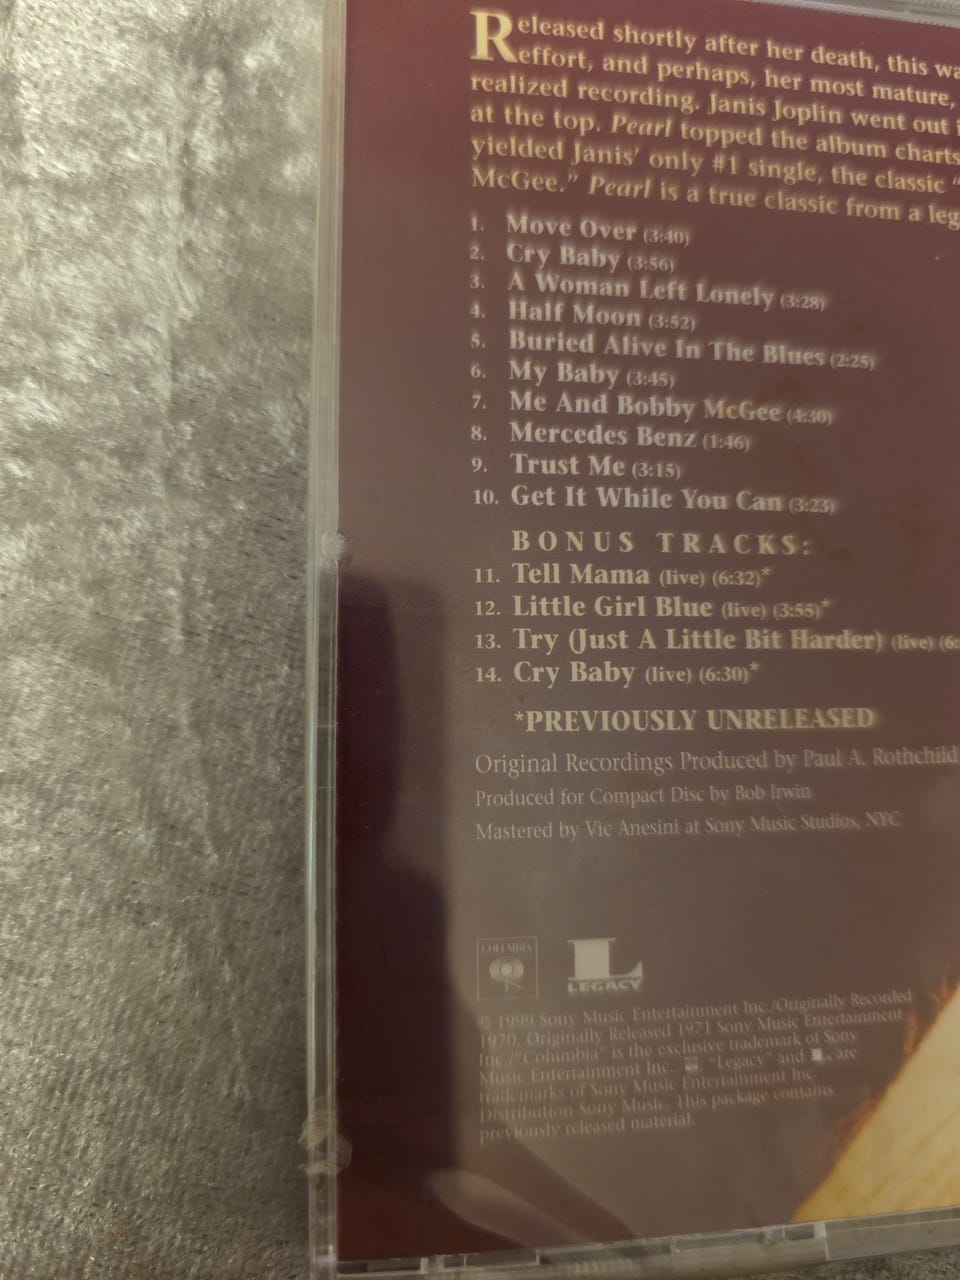 Released shortly after her death, this wa
effort, and perhaps, her most mature,
realized recording. Janis Joplin went out i
at the top. Pearl topped the album charts
yielded Janis' only #1 single, the classic "
McGee." Pearl is a true classic from a leg
1. Move Over (3:40)
2. Cry Baby (3:56)
3. A Woman Left Lonely (3:28)
4. Half Moon (3:52)
5. Buried Alive In The Blues (2:25)
6. My Baby (3:45)
7. Me And Bobby McGee (4:30)
8. Mercedes Benz (1:46)
9. Trust Me (3:15)
10. Get It While You Can (3:23)
BONUS TRACKS:
11. Tell Mama (live) (6:32)*
12. Little Girl Blue (live) (3:55)*
13. Try (Just A Little Bit Harder) (live) (6:
14. Cry Baby (live) (6:30)*
*PREVIOUSLY UNRELEASED
Original Recordings Produced by Paul A. Rothchild
Produced for Compact Disc by Bob Irwin
Mastered by Vic Anesini at Sony Music Studios, NYC
COLUMBIA
L
LEGACY
© 1999 Sony Music Entertainment Inc./Originally Recorded
1970, Originally Released 1971 Sony Music Entertainment
Inc./"Columbia" is the exclusive trademark of Sony
Music Entertainment Inc., "Legacy" and L are
trademarks of Sony Music Entertainment Inc.
Distribution Sony Music. This package contains
previously released material.